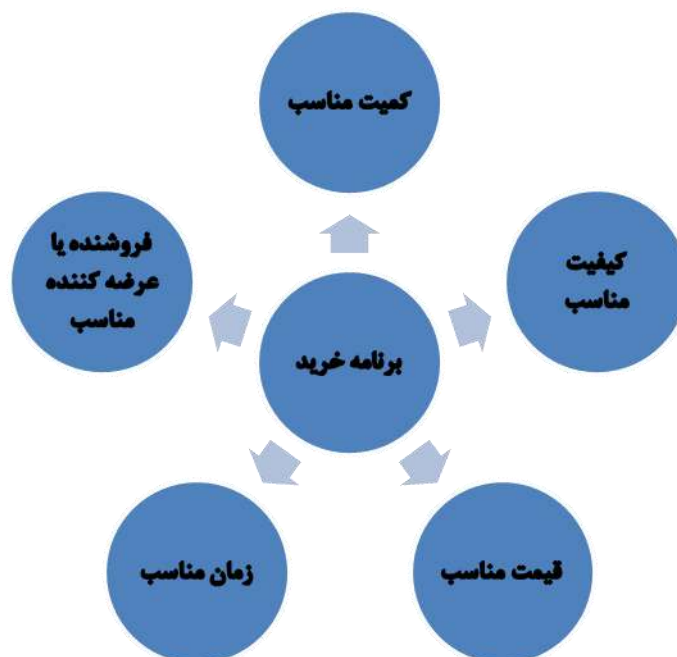 کمیت مناسب
کیفیت
مناسب
فروشنده یا
عرضه کننده
مناسب
برنامه خرید
قیمت مناسب
زمان مناسب